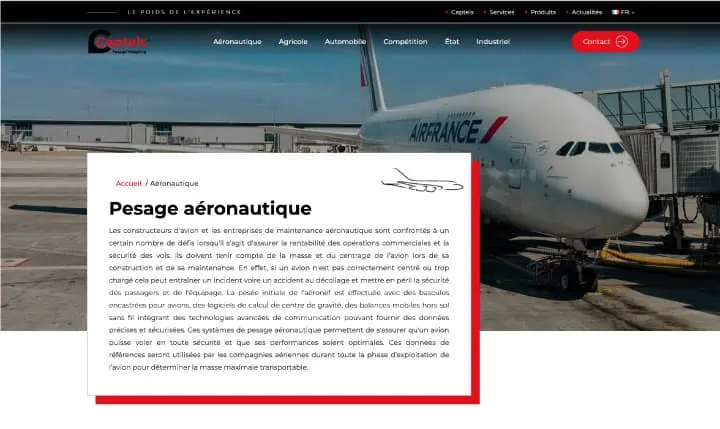 LE POIDS DE L'EXPÉRIENCE
Captels Services Produits Actualités FR
Captels
Pesage Weighing
Aéronautique Agricole Automobile Compétition État Industriel Contact
AIRFRANCE
Accueil / Aéronautique
Pesage aéronautique
Les constructeurs d'avion et les entreprises de maintenance aéronautique sont confrontés à un
certain nombre de défis lorsqu'il s'agit d'assurer la rentabilité des opérations commerciales et la
sécurité des vols. Ils doivent tenir compte de la masse et du centrage de l'avion lors de sa
construction et de sa maintenance. En effet, si un avion n'est pas correctement centré ou trop
chargé cela peut entraîner un incident voire un accident au décollage et mettre en péril la sécurité
des passagers et de l'équipage. La pesée initiale de l'aéronef est effectuée avec des bascules
encastrées pour avions, des logiciels de calcul de centre de gravité, des balances mobiles hors sol
sans fil intégrant des technologies avancées de communication pouvant fournir des données
précises et sécurisées. Ces systèmes de pesage aéronautique permettent de s'assurer qu'un avion
puisse voler en toute sécurité et que ses performances soient optimales. Ces données de
références seront utilisées par les compagnies aériennes durant toute la phase d'exploitation de
l'avion pour déterminer la masse maximale transportable.